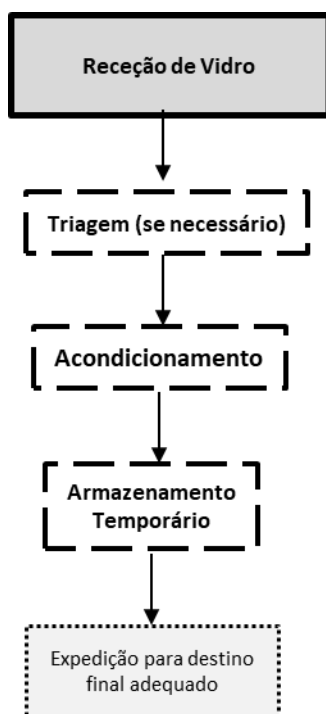 Receção de Vidro
Triagem (se necessário)
Acondicionamento
Armazenamento
Temporário
Expedição para destino
final adequado